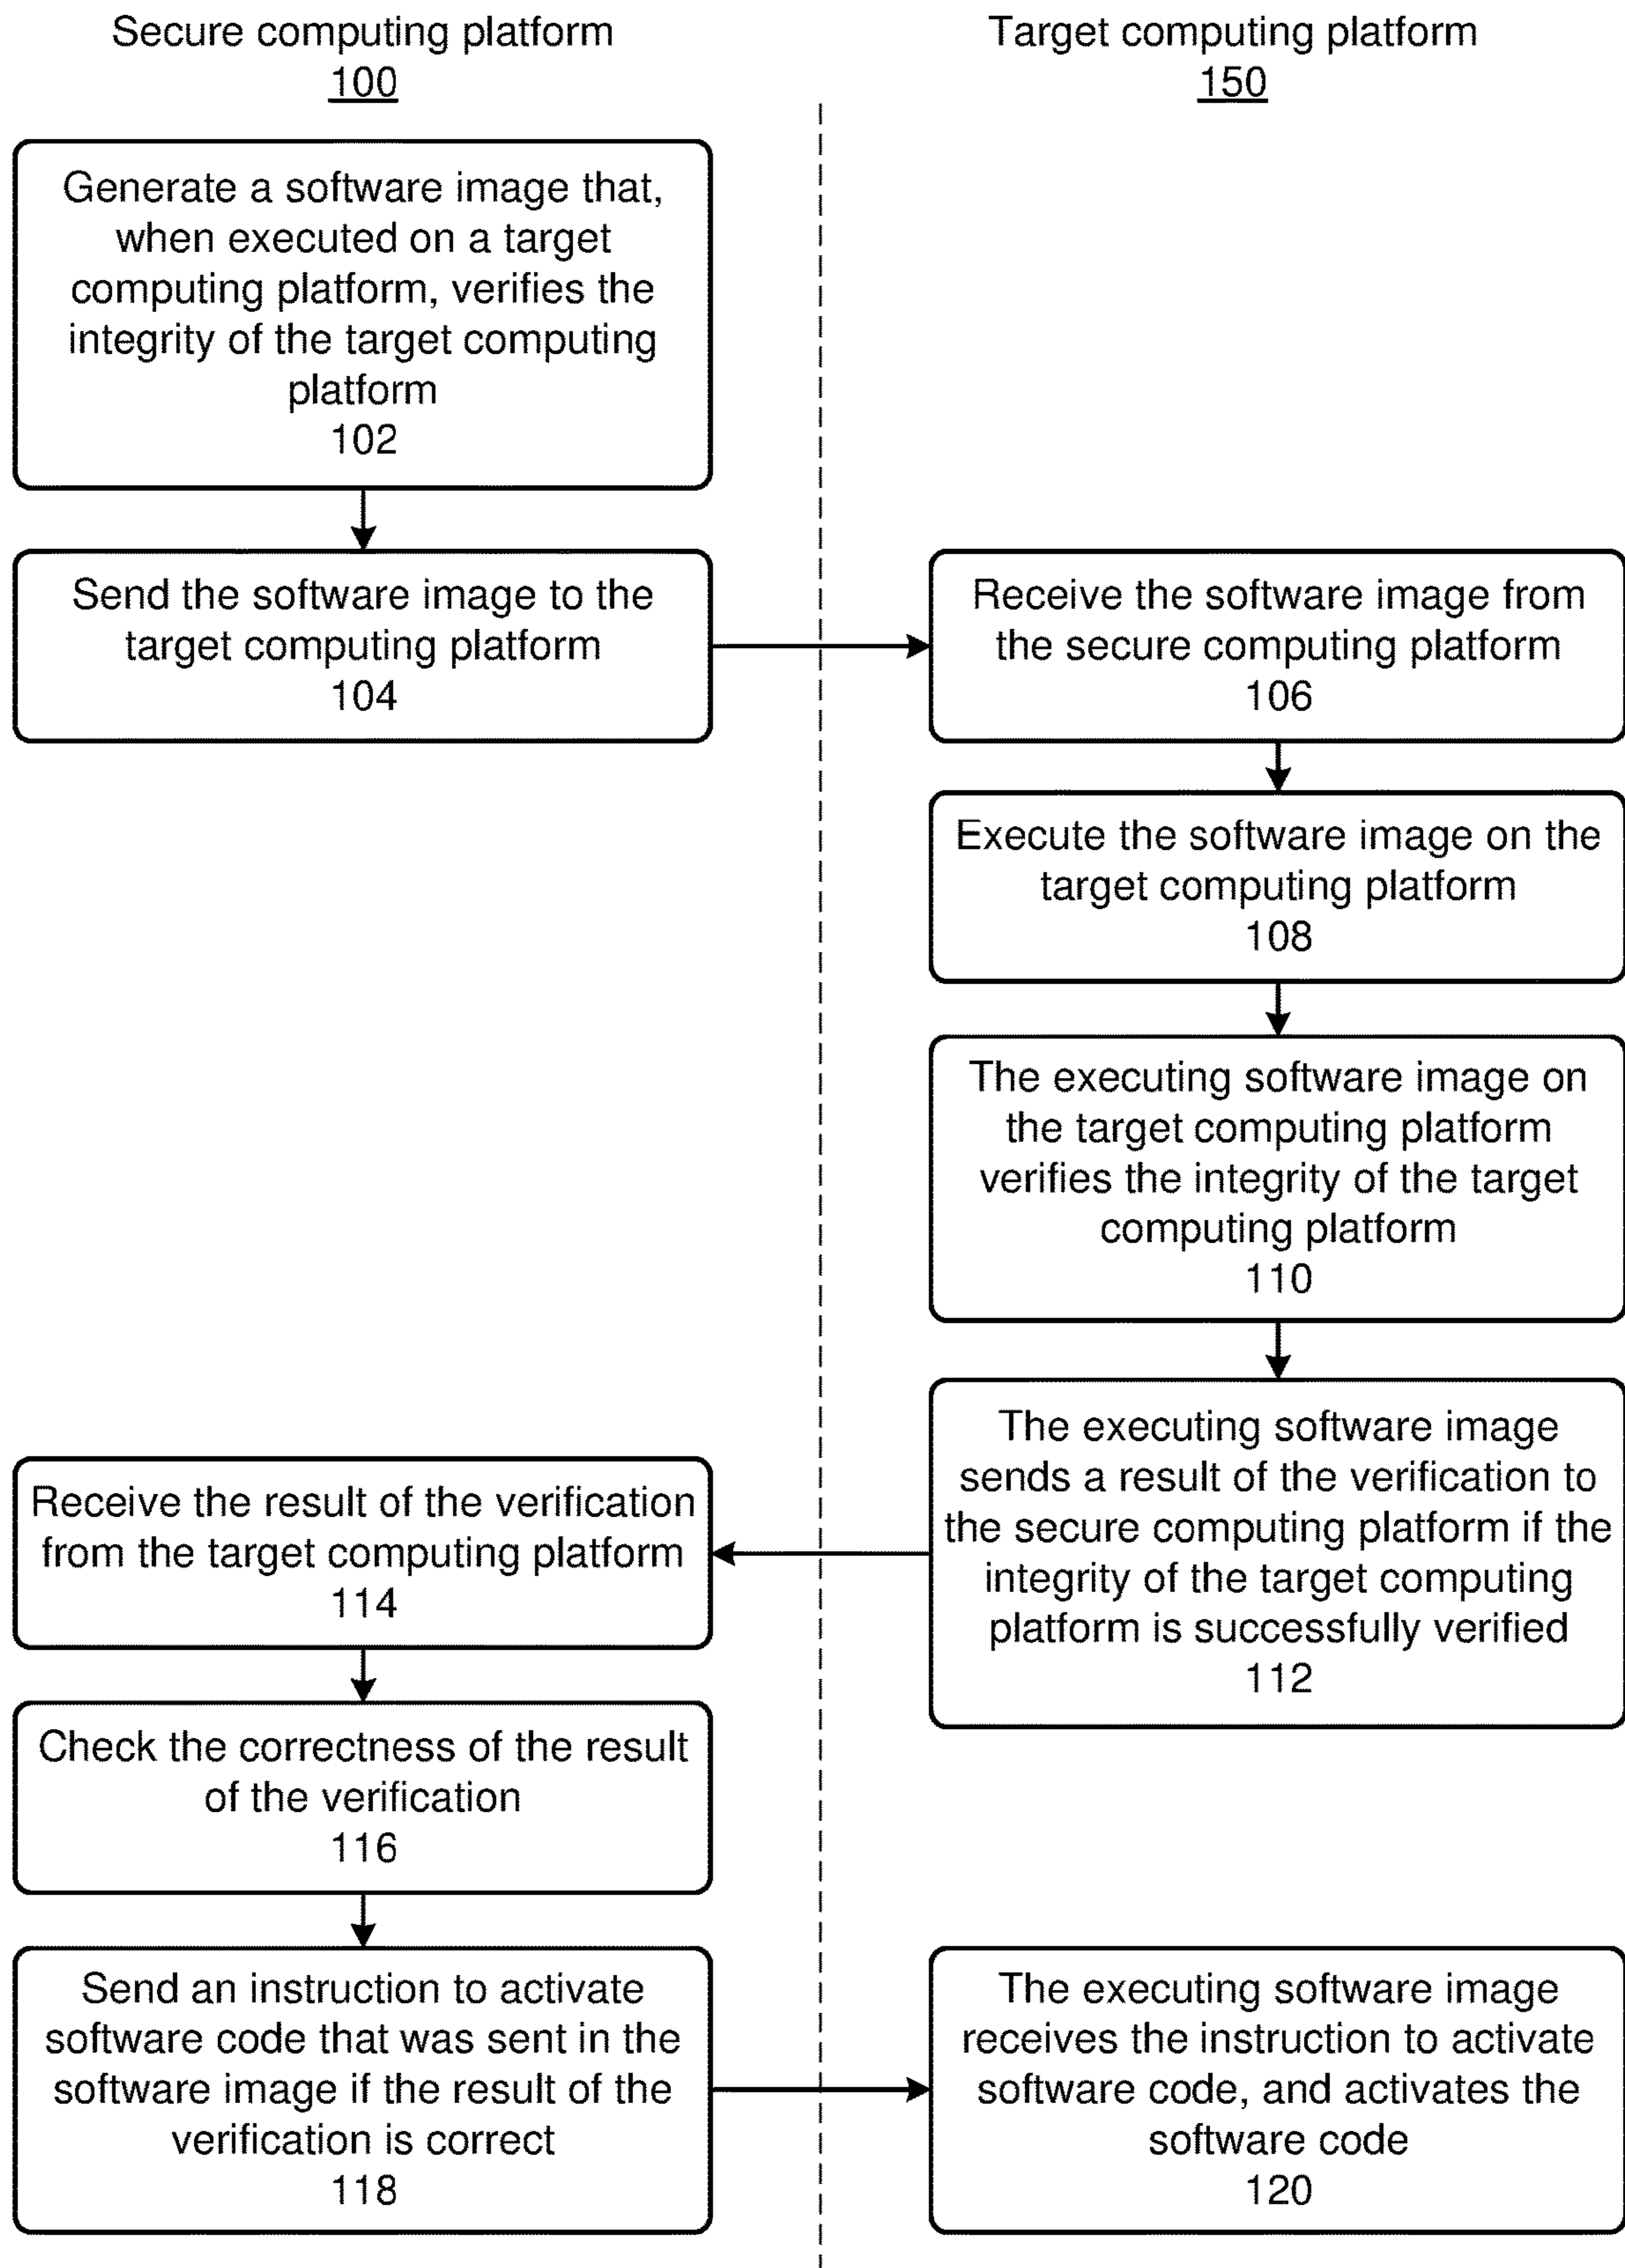 Secure computing platform
100
Target computing platform
150
Generate a software image that,
when executed on a target
computing platform, verifies the
integrity of the target computing
platform
102
Send the software image to the
target computing platform
104
Receive the software image from
the secure computing platform
106
Execute the software image on the
target computing platform
108
The executing software image on
the target computing platform
verifies the integrity of the target
computing platform
110
The executing software image
sends a result of the verification to
the secure computing platform if the
integrity of the target computing
platform is successfully verified
112
Receive the result of the verification
from the target computing platform
114
Check the correctness of the result
of the verification
116
Send an instruction to activate
software code that was sent in the
software image if the result of the
verification is correct
118
The executing software image
receives the instruction to activate
software code, and activates the
software code
120